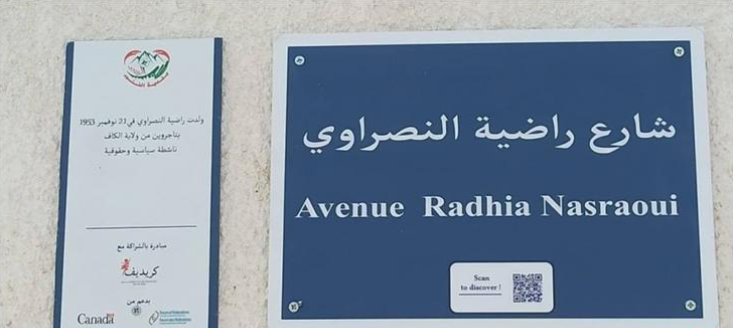 ولدت راضية النصراوي في 21 نوفمبر 1953
بتاجروين من ولاية الكاف
ناشطة سياسية وحقوقية
مبادرة بالشراكة مع
كريديف
بدعم من
Canada
شارع راضية النصراوي
Avenue Radhia Nasraoui
Scan
to discover !